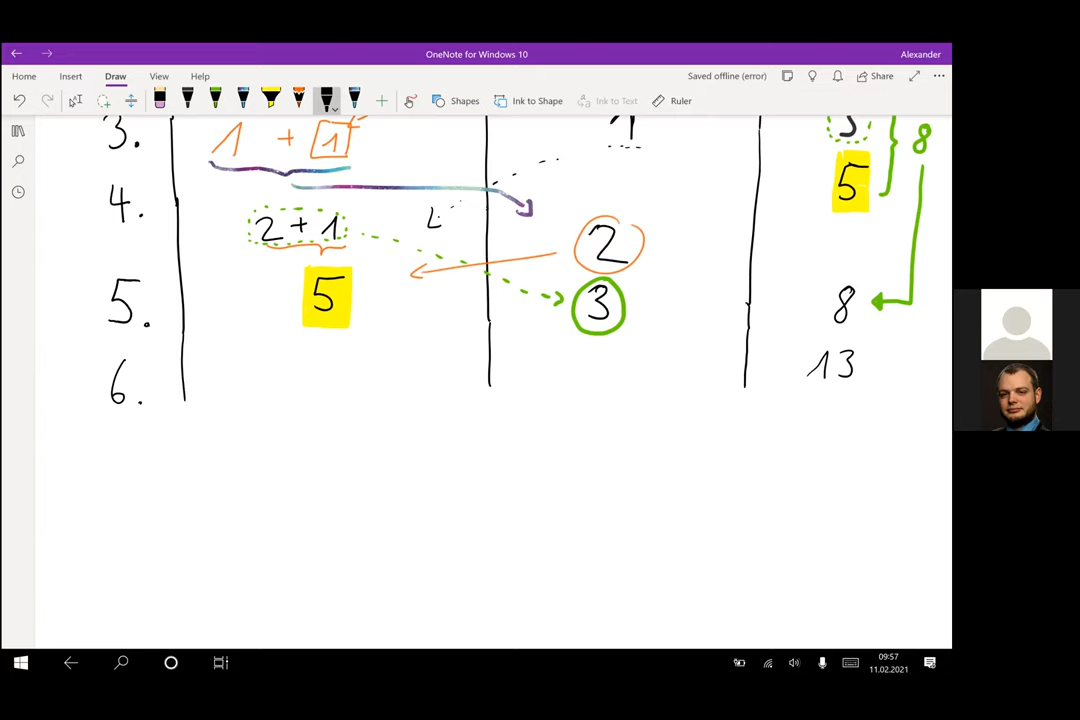 OneNote for Windows 10
Alexander
Home Insert Draw View Help
Saved offline (error)
Share
Shapes
Ink to Shape
Ink to Text
Ruler
3. 1 + 1 1 8
4. 5
2 + 1 2
5. 5 3 8
6. 13
09:57
11.02.2021